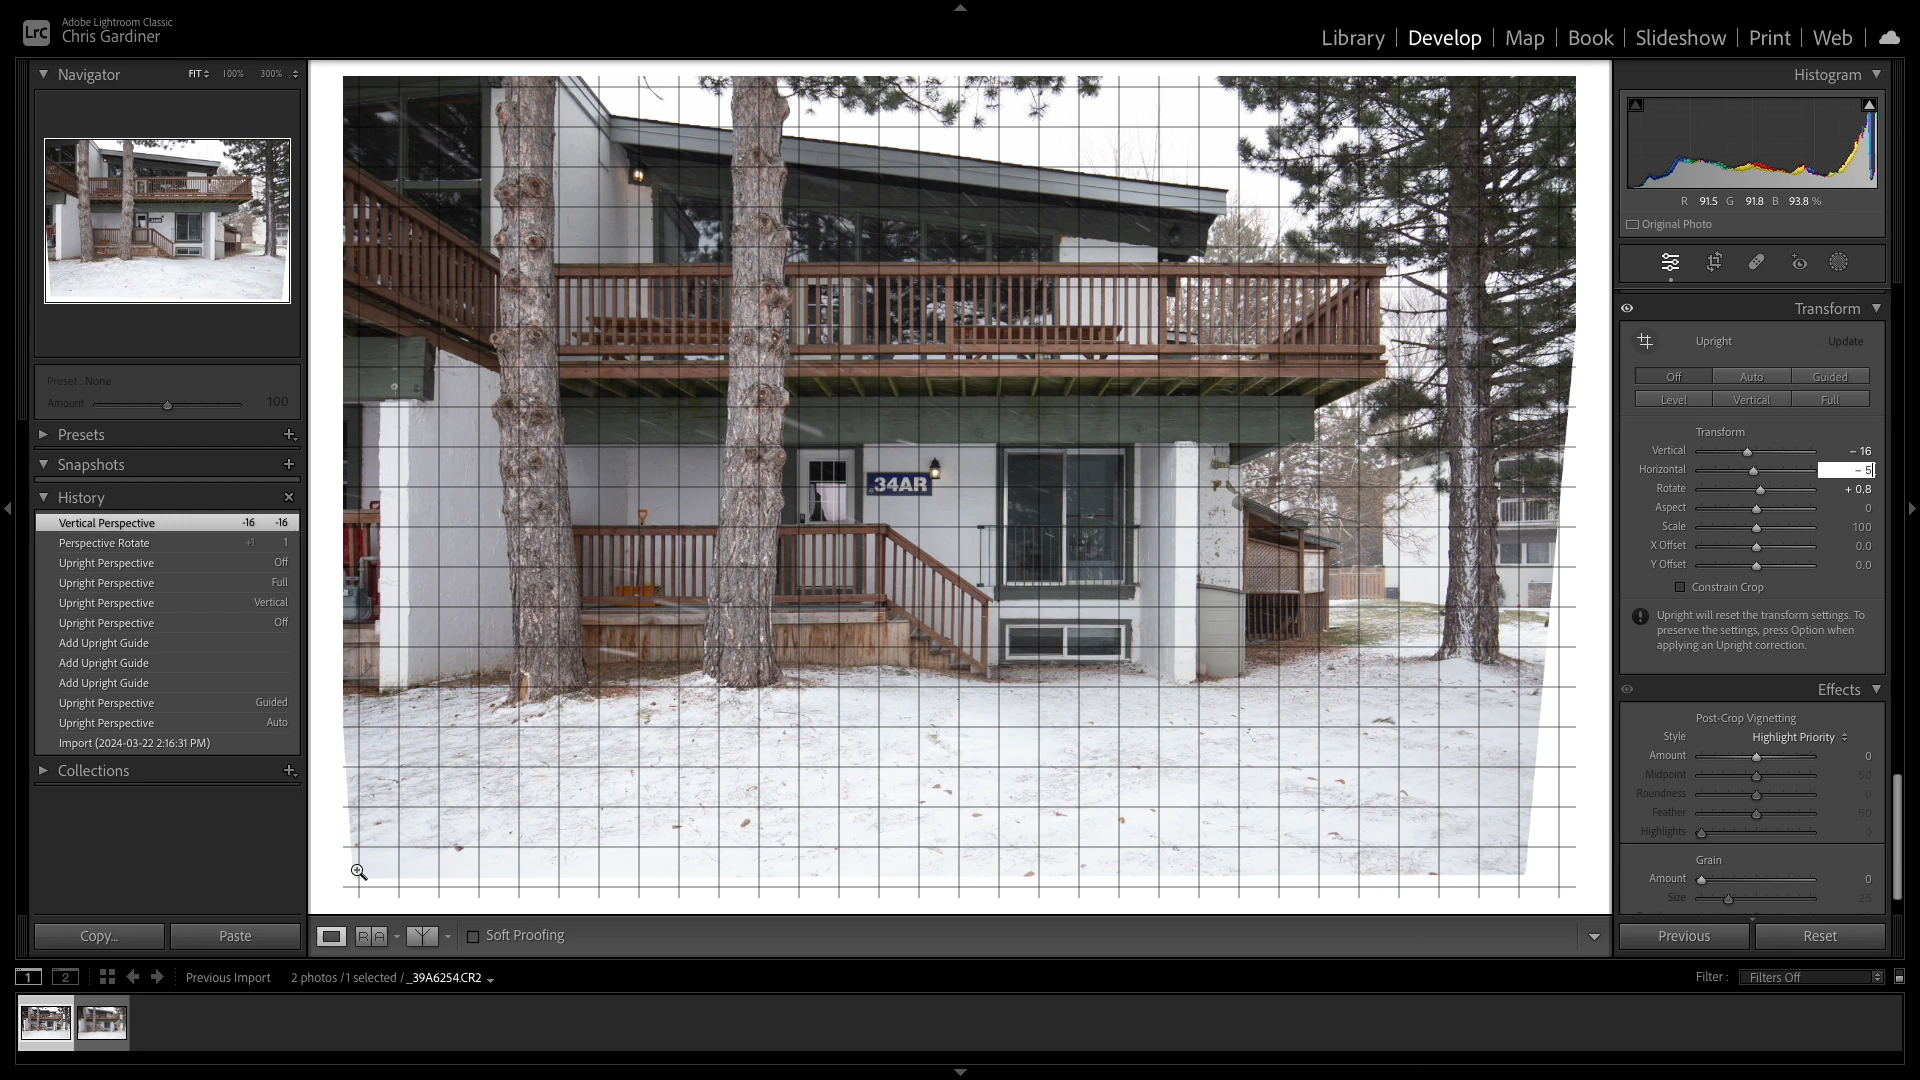 Adobe Lightroom Classic
LrC
Chris Gardiner
Library | Develop | Map | Book | Slideshow | Print | Web
Navigator FIT 100% 300%
Preset : None
Amount 100
Presets
Snapshots
History
Vertical Perspective -16 -16
Perspective Rotate +1 1
Upright Perspective Off
Upright Perspective Full
Upright Perspective Vertical
Upright Perspective Off
Add Upright Guide
Add Upright Guide
Add Upright Guide
Upright Perspective Guided
Upright Perspective Auto
Import (2024-03-22 2:16:31 PM)
Collections
Copy... Paste
34AR
Soft Proofing
Histogram
R 91.5 G 91.8 B 93.8 %
Original Photo
Transform
Upright Update
Off Auto Guided
Level Vertical Full
Transform
Vertical – 16
Horizontal – 5
Rotate + 0.8
Aspect 0
Scale 100
X Offset 0.0
Y Offset 0.0
Constrain Crop
Upright will reset the transform settings. To
preserve the settings, press Option when
applying an Upright correction.
Effects
Post-Crop Vignetting
Style Highlight Priority
Amount 0
Midpoint 50
Roundness 0
Feather 50
Highlights 0
Grain
Amount 0
Size 25
Previous Reset
1 2 Previous Import 2 photos /1 selected / _39A6254.CR2
Filter : Filters Off